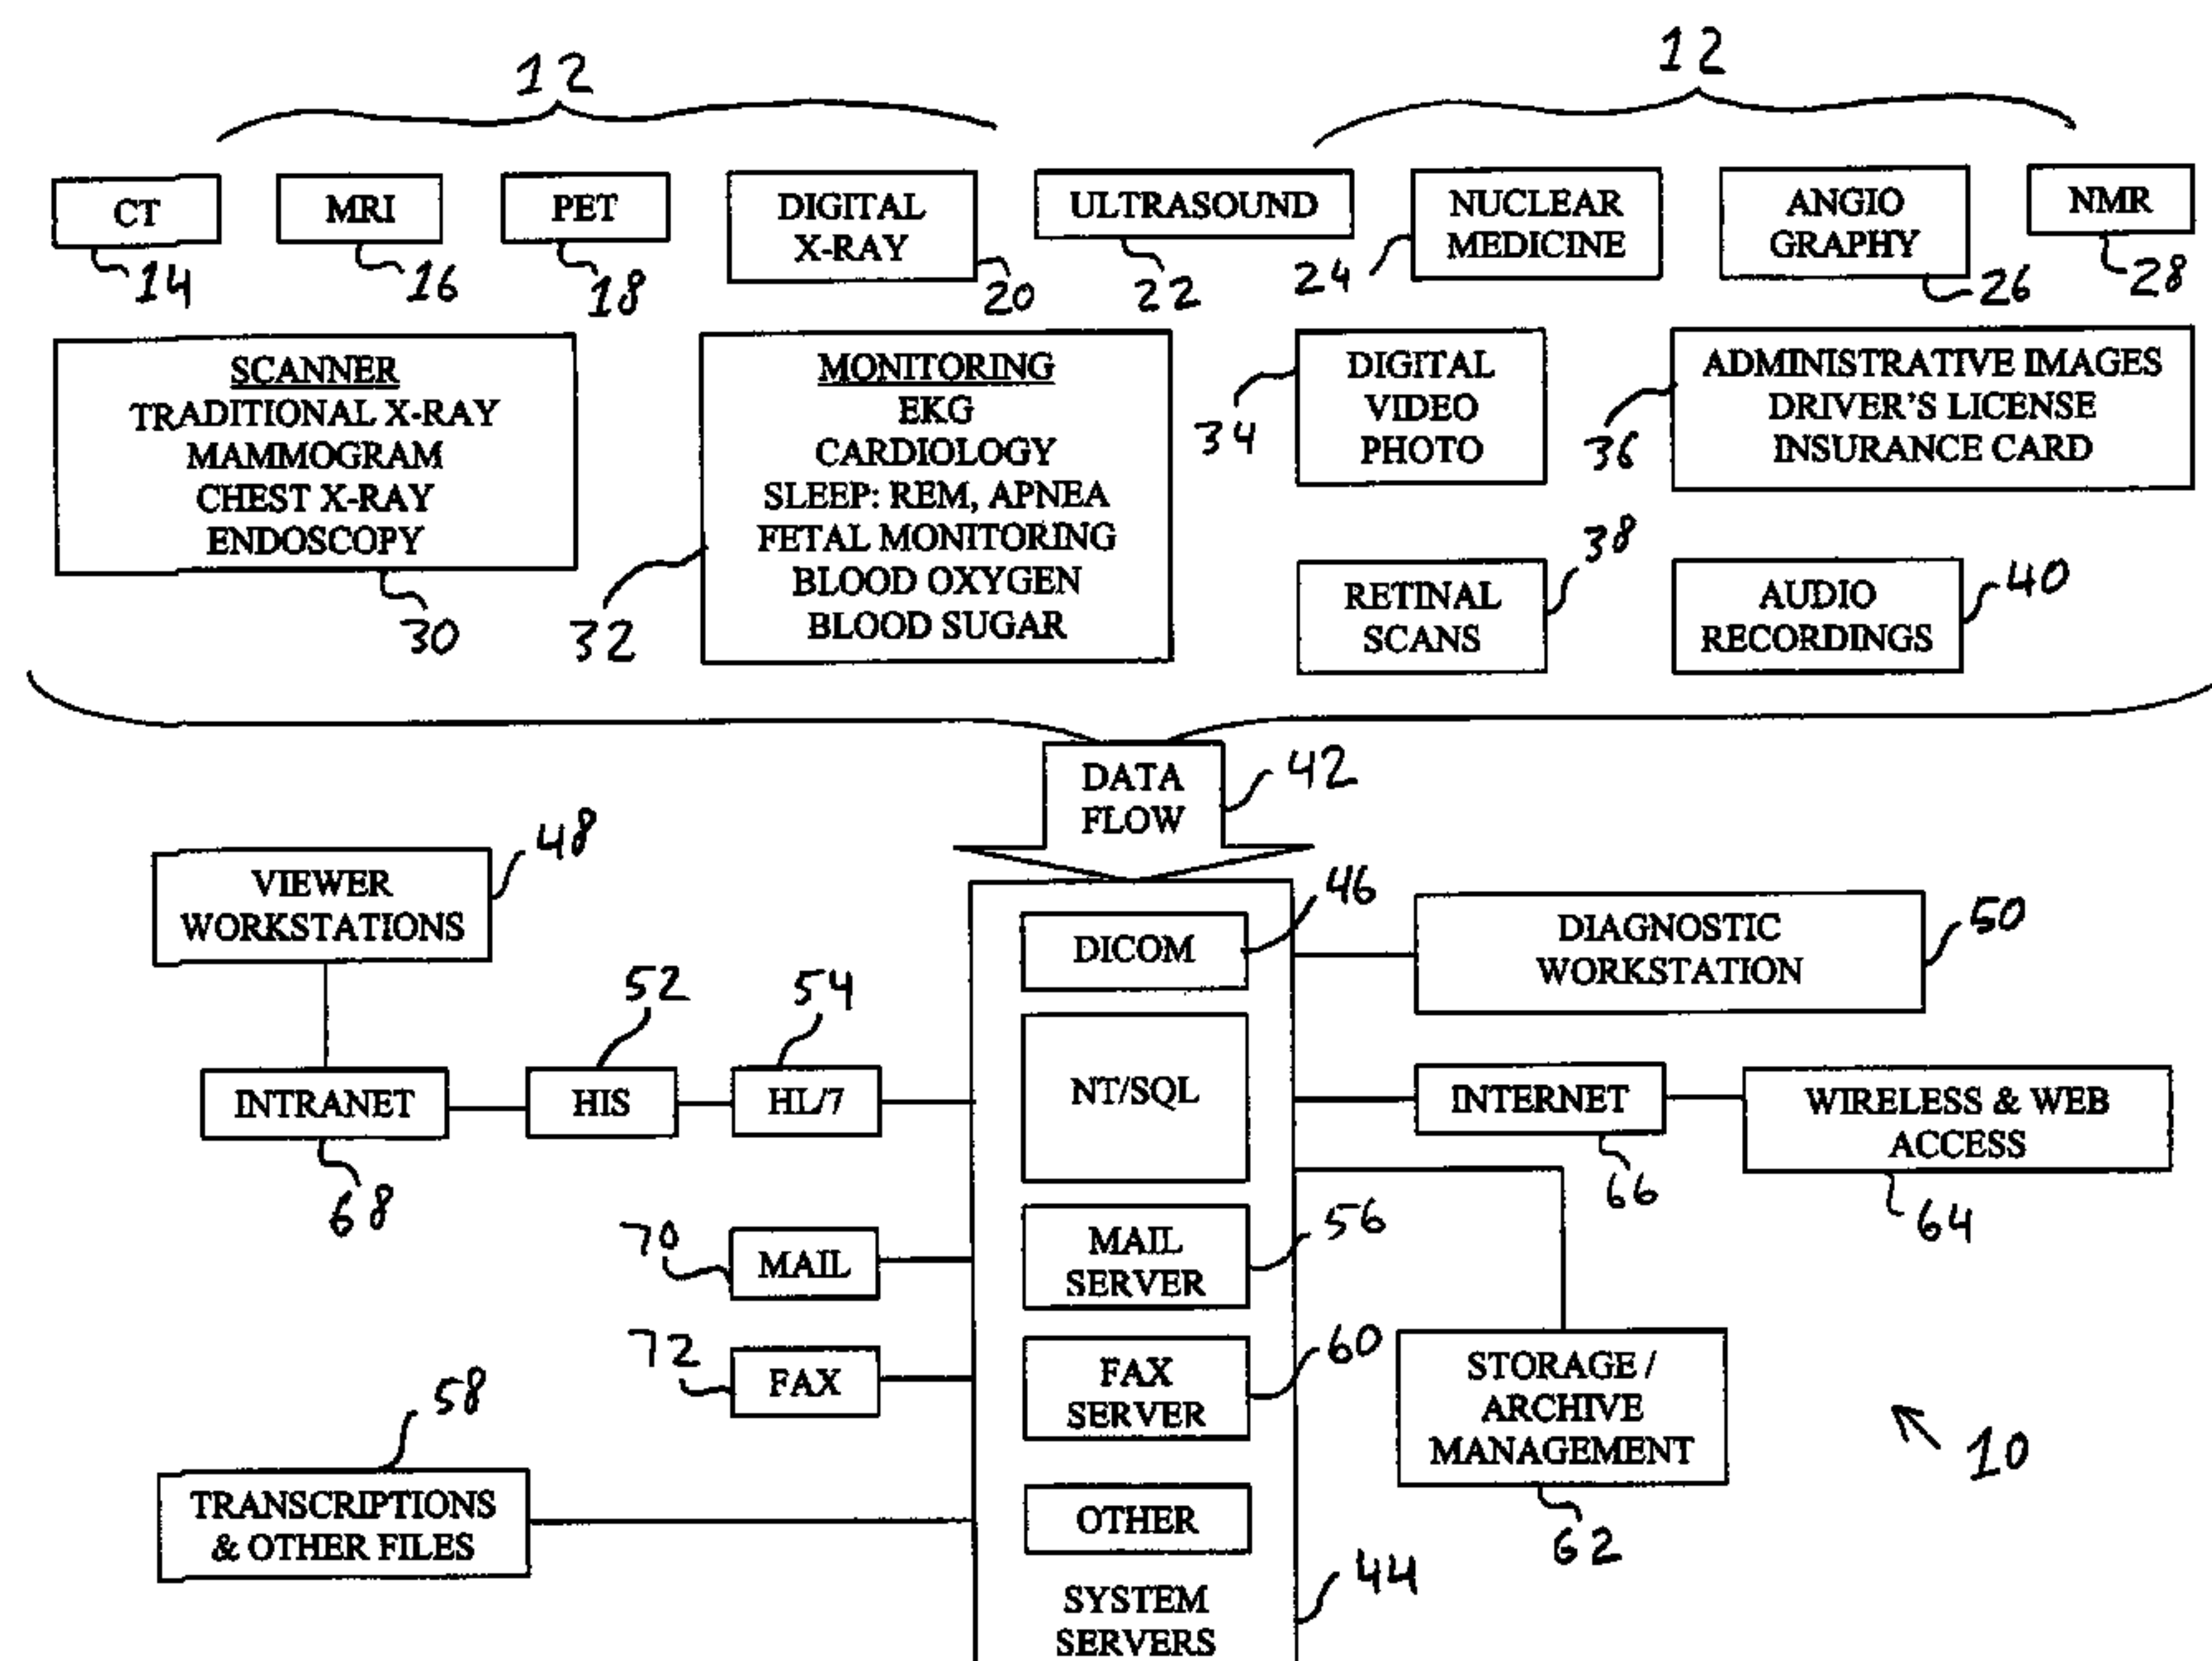 12
12
CT
MRI
PET
DIGITAL
X-RAY
ULTRASOUND
NUCLEAR
MEDICINE
ANGIO
GRAPHY
NMR
14
16
18
20
22
24
26
28
SCANNER
TRADITIONAL X-RAY
MAMMOGRAM
CHEST X-RAY
ENDOSCOPY
30
MONITORING
EKG
CARDIOLOGY
SLEEP: REM, APNEA
FETAL MONITORING
BLOOD OXYGEN
BLOOD SUGAR
32
DIGITAL
VIDEO
PHOTO
34
ADMINISTRATIVE IMAGES
DRIVER'S LICENSE
INSURANCE CARD
36
RETINAL
SCANS
38
AUDIO
RECORDINGS
40
DATA
FLOW
42
VIEWER
WORKSTATIONS
48
DICOM
46
DIAGNOSTIC
WORKSTATION
50
52
54
INTRANET
HIS
HL/7
NT/SQL
INTERNET
WIRELESS & WEB
ACCESS
68
66
64
70
MAIL
MAIL
SERVER
56
72
FAX
FAX
SERVER
60
STORAGE /
ARCHIVE
MANAGEMENT
62
10
58
TRANSCRIPTIONS
& OTHER FILES
OTHER
SYSTEM
SERVERS
44